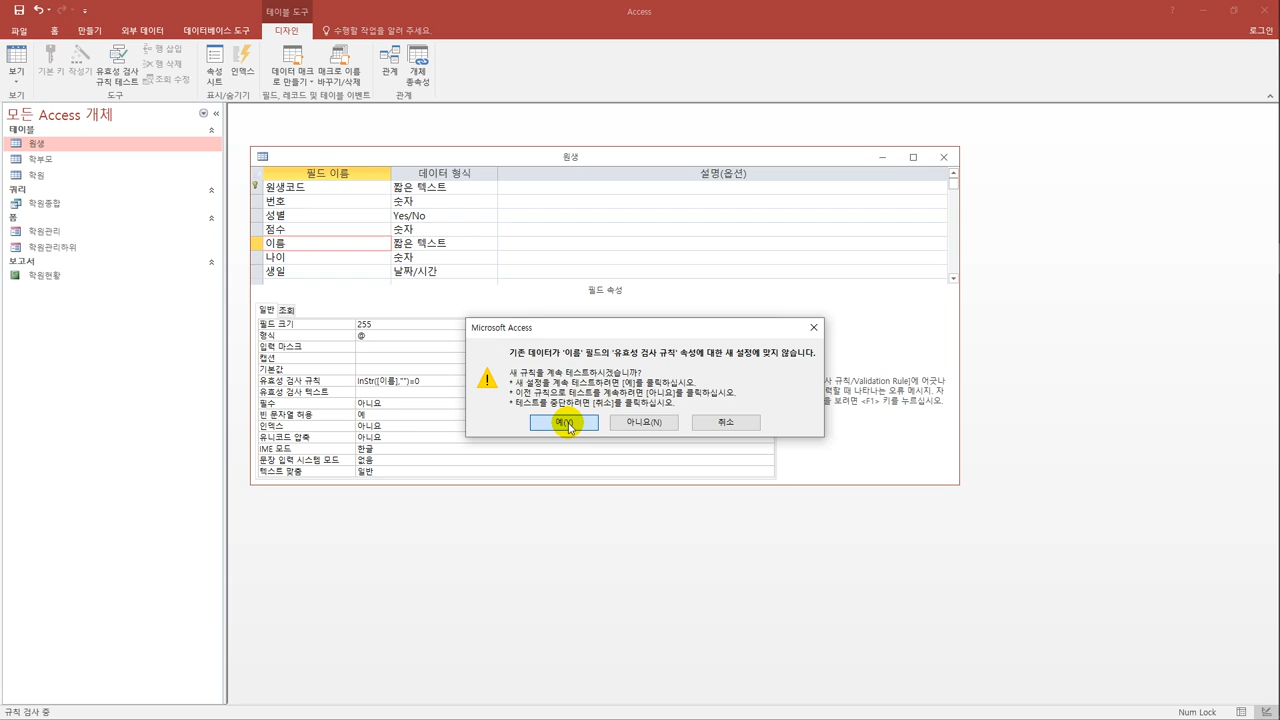 테이블 도구
Access
파일
홈
만들기
외부 데이터
데이터베이스 도구
디자인
수행할 작업을 알려 주세요.
로그인
보기
기본 키
작성기
유효성 검사
규칙 테스트
행 삽입
행 삭제
조회 수정
속성
시트
인덱스
데이터 매크
로 만들기
매크로 이름
바꾸기/삭제
관계
개체
종속성
보기
도구
표시/숨기기
필드, 레코드 및 테이블 이벤트
관계
모든 Access 개체
테이블
원생
학부모
학원
쿼리
학원종합
폼
학원관리
학원관리하위
보고서
학원현황
원생
필드 이름
데이터 형식
설명(옵션)
원생코드
짧은 텍스트
번호
숫자
성별
Yes/No
점수
숫자
이름
짧은 텍스트
나이
숫자
생일
날짜/시간
필드 속성
일반
조회
필드 크기
255
형식
@
입력 마스크
캡션
기본값
유효성 검사 규칙
InStr([이름],"")=0
유효성 검사 텍스트
필수
아니요
빈 문자열 허용
예
인덱스
아니요
유니코드 압축
아니요
IME 모드
한글
문장 입력 시스템 모드
없음
텍스트 맞춤
일반
사 규칙/Validation Rule]에 어긋나
력할 때 나타나는 오류 메시지. 자
를 보려면 <F1> 키를 누르십시오.
Microsoft Access
기존 데이터가 '이름' 필드의 '유효성 검사 규칙' 속성에 대한 새 설정에 맞지 않습니다.
새 규칙을 계속 테스트하시겠습니까?
* 새 설정을 계속 테스트하려면 [예]를 클릭하십시오.
* 이전 규칙으로 테스트를 계속하려면 [아니요]를 클릭하십시오.
* 테스트를 중단하려면 [취소]를 클릭하십시오.
예(Y)
아니요(N)
취소
규칙 검사 중
Num Lock